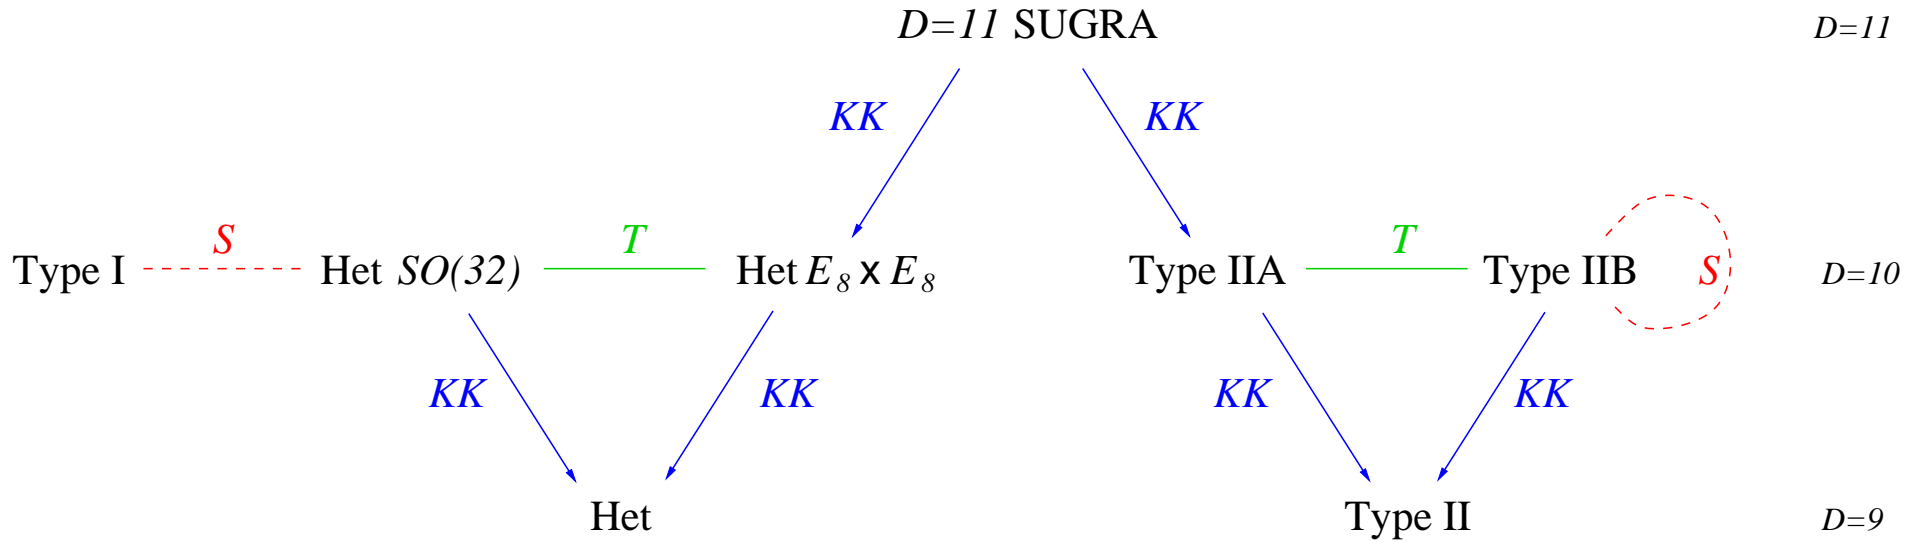 D=11 SUGRA D=11
KK KK
S T T
Type I Het SO(32) Het E₈ x E₈ Type IIA Type IIB S D=10
KK KK KK KK
Het Type II D=9